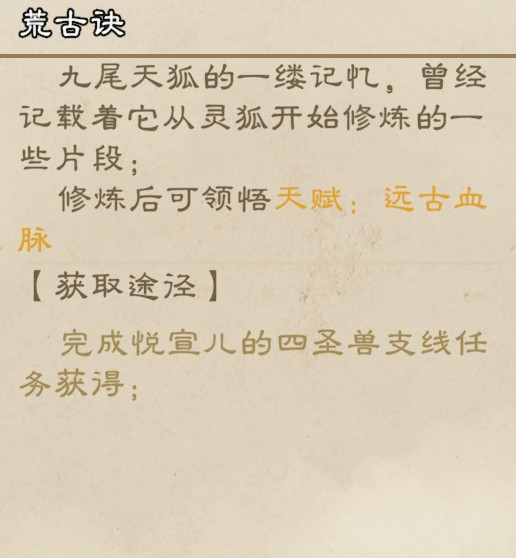 荒古诀
九尾天狐的一缕记忆，曾经
记载着它从灵狐开始修炼的一
些片段；
修炼后可领悟天赋：远古血
脉
【获取途径】
完成悦宣儿的四圣兽支线任
务获得；